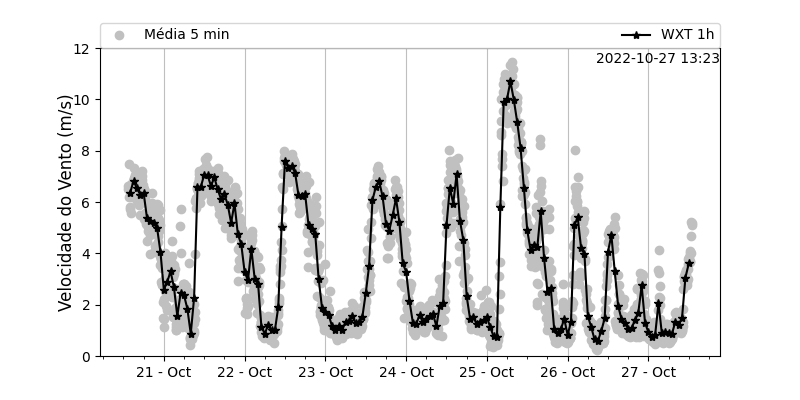 Média 5 min
WXT 1h
2022-10-27 13:23
Velocidade do Vento (m/s)
12
10
8
6
4
2
0
21 - Oct
22 - Oct
23 - Oct
24 - Oct
25 - Oct
26 - Oct
27 - Oct